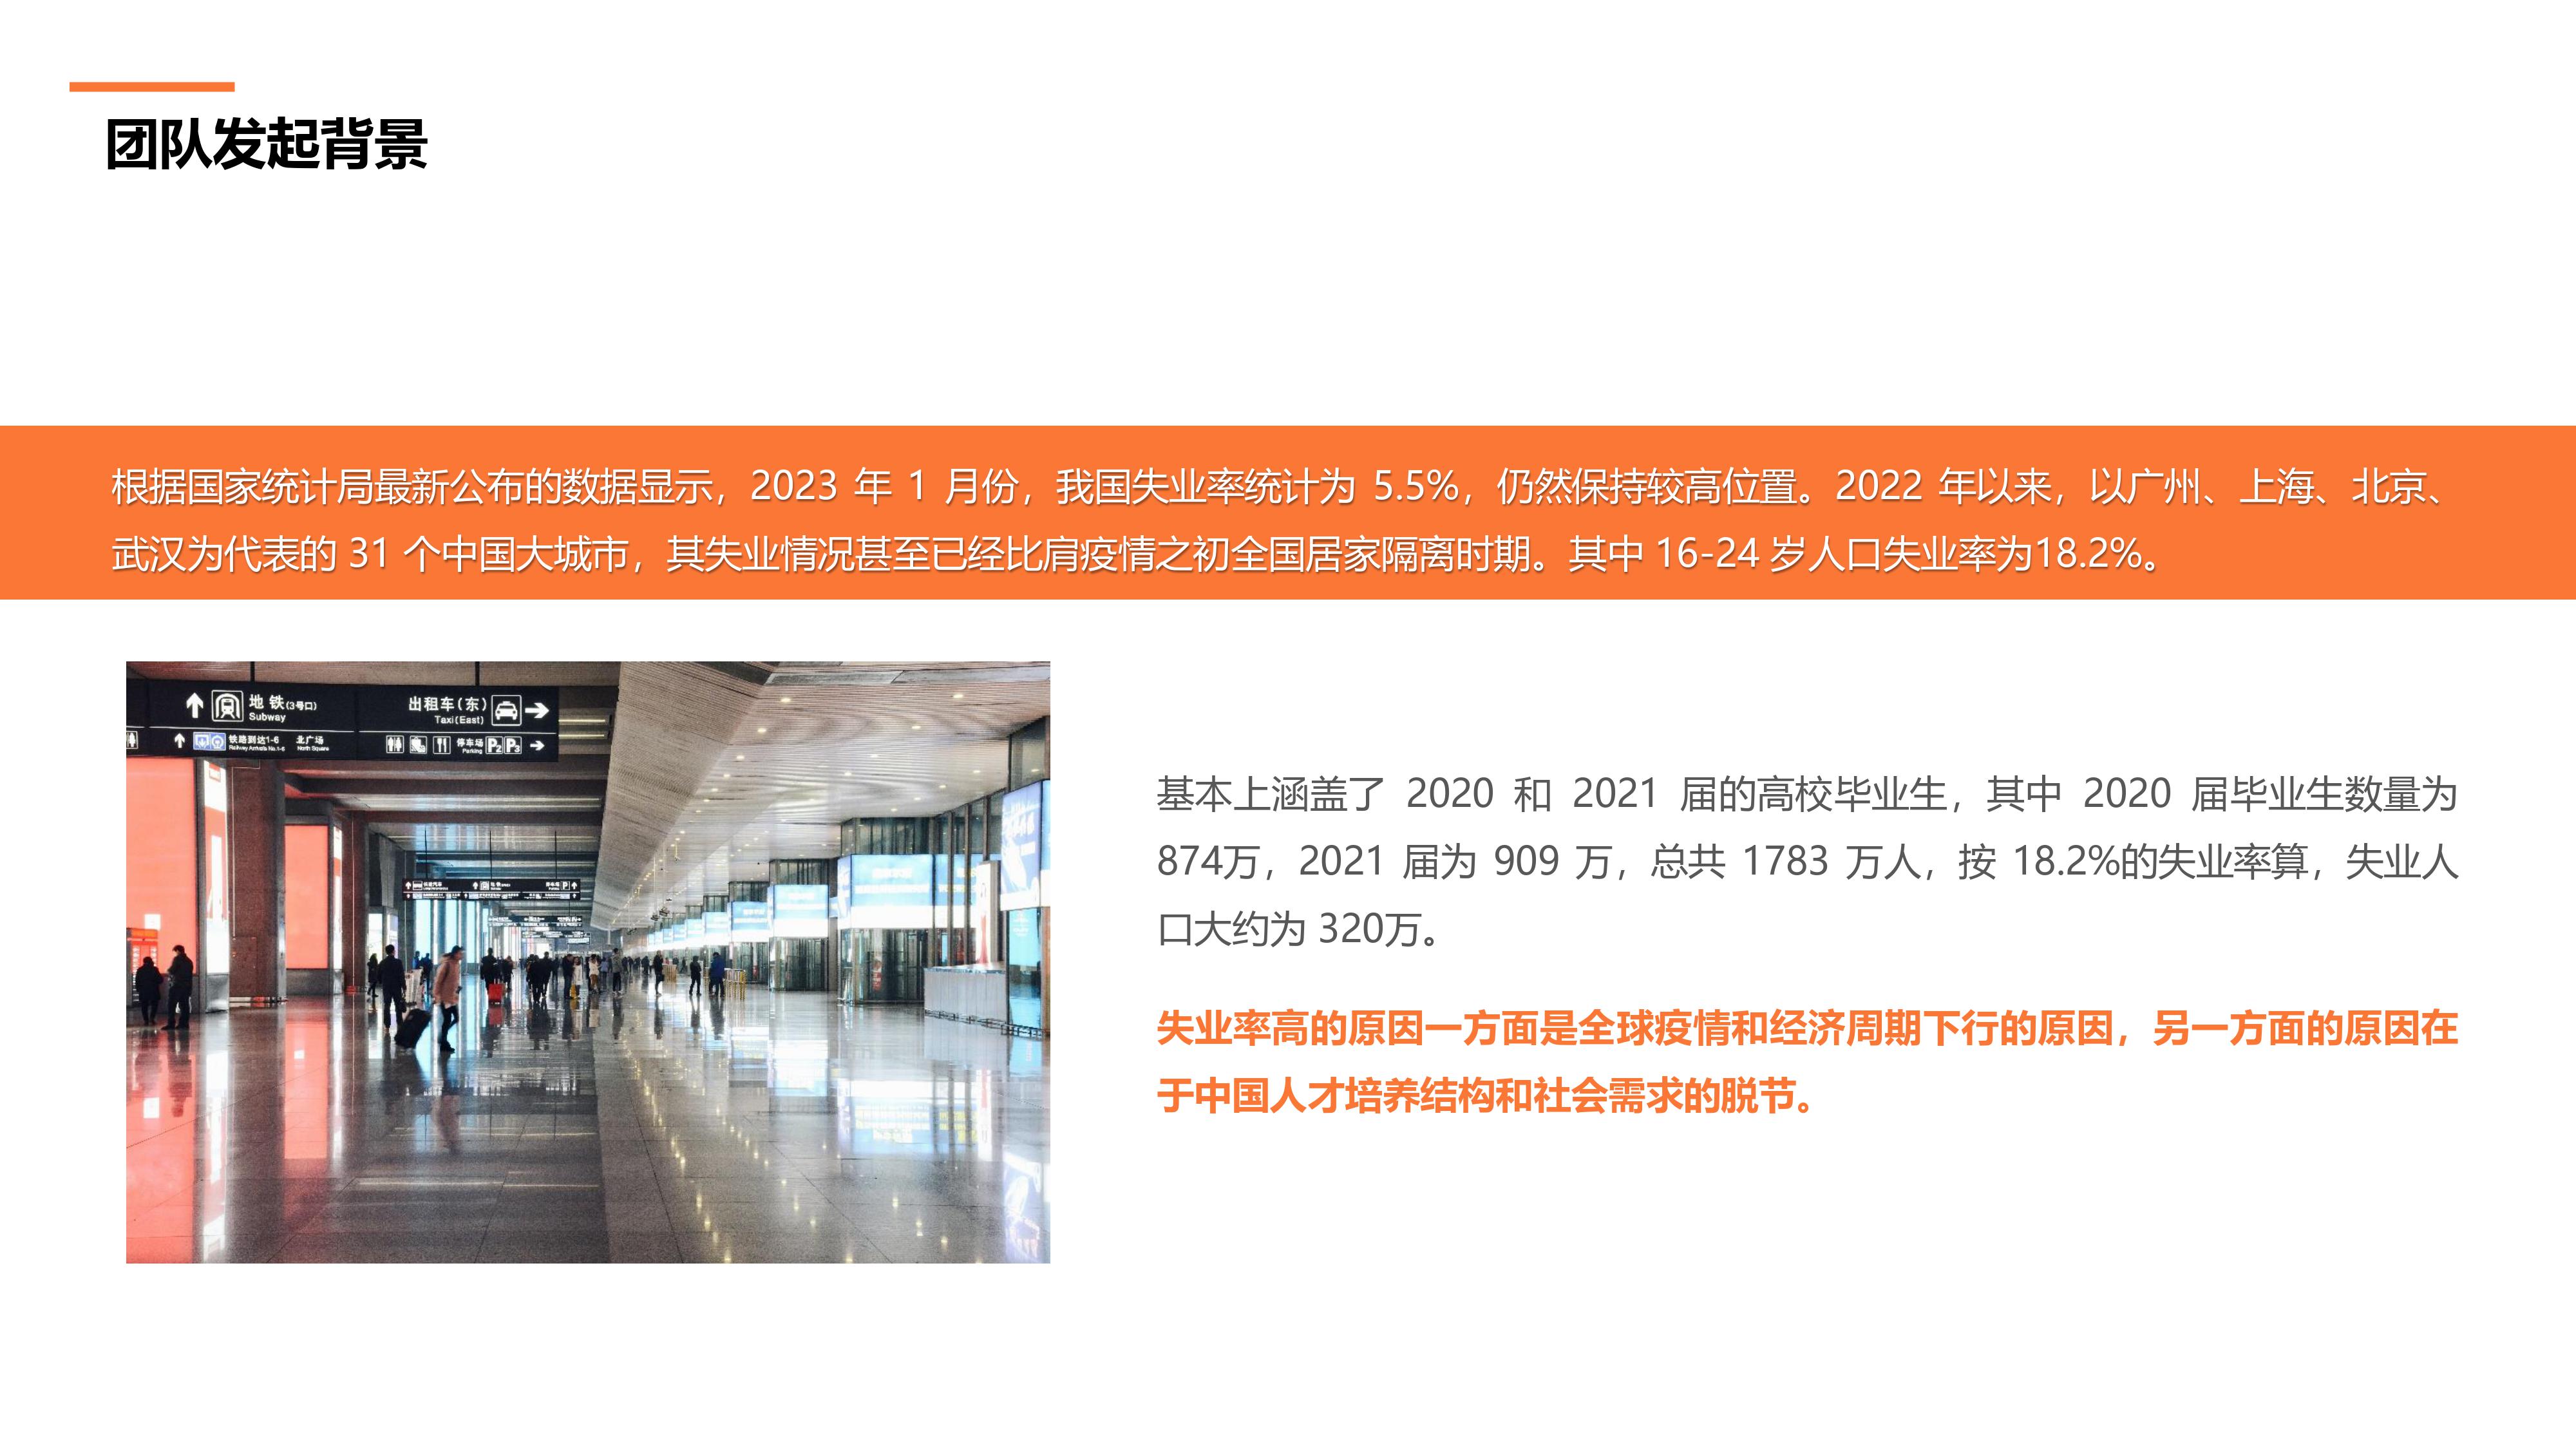 团队发起背景
根据国家统计局最新公布的数据显示，2023 年 1 月份，我国失业率统计为 5.5%，仍然保持较高位置。2022 年以来，以广州、上海、北京、
武汉为代表的 31 个中国大城市，其失业情况甚至已经比肩疫情之初全国居家隔离时期。其中 16-24 岁人口失业率为18.2%。
地铁(3号口)
Subway
出租车(东)
Taxi(East)
铁路到达1-6
Railway Arrivals No.1-6
北广场
North Square
停车场
Parking
P2 P3
基本上涵盖了 2020 和 2021 届的高校毕业生，其中 2020 届毕业生数量为
874万，2021 届为 909 万，总共 1783 万人，按 18.2%的失业率算，失业人
口大约为 320万。
失业率高的原因一方面是全球疫情和经济周期下行的原因，另一方面的原因在
于中国人才培养结构和社会需求的脱节。